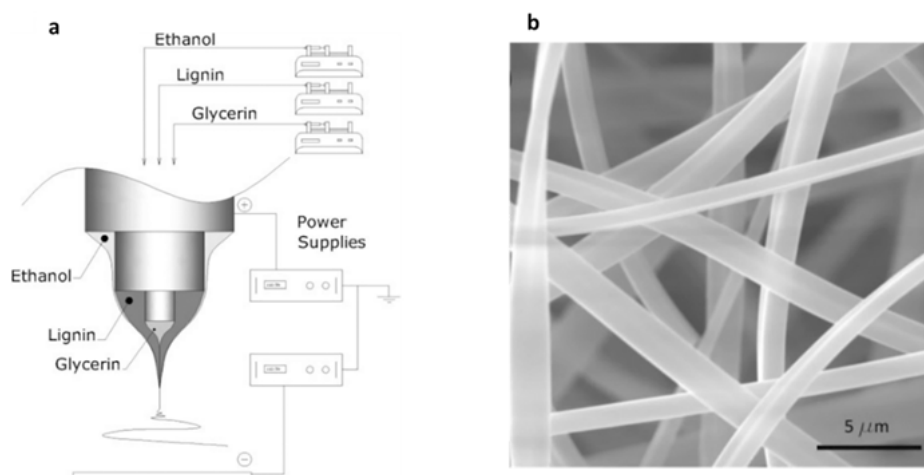 a
Ethanol
Lignin
Glycerin
+
Power
Supplies
Ethanol
Lignin
Glycerin
−
b
5 μm